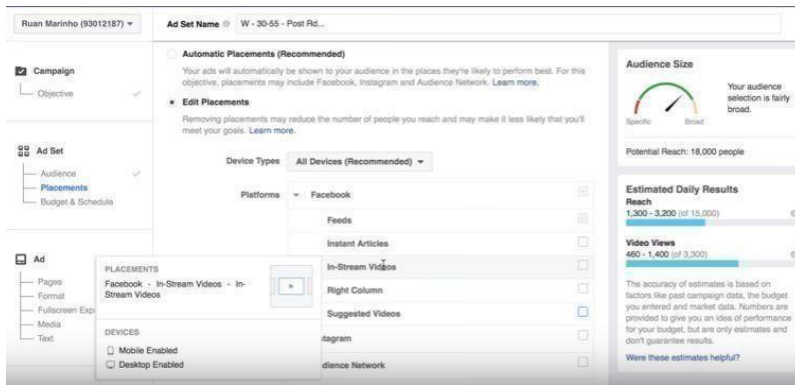 Ruan Marinho (93012187)
Ad Set Name
W - 30-55 - Post Rd...
Campaign
Objective
Ad Set
Audience
Placements
Budget & Schedule
Ad
Pages
Format
Fullscreen Exp
Media
Text
Automatic Placements (Recommended)
Your ads will automatically be shown to your audience in the places they're likely to perform best. For this
objective, placements may include Facebook, Instagram and Audience Network. Learn more.
Edit Placements
Removing placements may reduce the number of people you reach and may make it less likely that you'll
meet your goals. Learn more.
Device Types
All Devices (Recommended)
Platforms
Facebook
Feeds
Instant Articles
In-Stream Videos
Right Column
Suggested Videos
stagram
dience Network
PLACEMENTS
Facebook - In-Stream Videos - In-
Stream Videos
DEVICES
Mobile Enabled
Desktop Enabled
Audience Size
Specific
Broad
Your audience
selection is fairly
broad.
Potential Reach: 18,000 people
Estimated Daily Results
Reach
1,300 - 3,200 (of 15,000)
Video Views
460 - 1,400 (of 3,300)
The accuracy of estimates is based on
factors like past campaign data, the budget
you entered and market data. Numbers are
provided to give you an idea of performance
for your budget, but are only estimates and
don't guarantee results.
Were these estimates helpful?